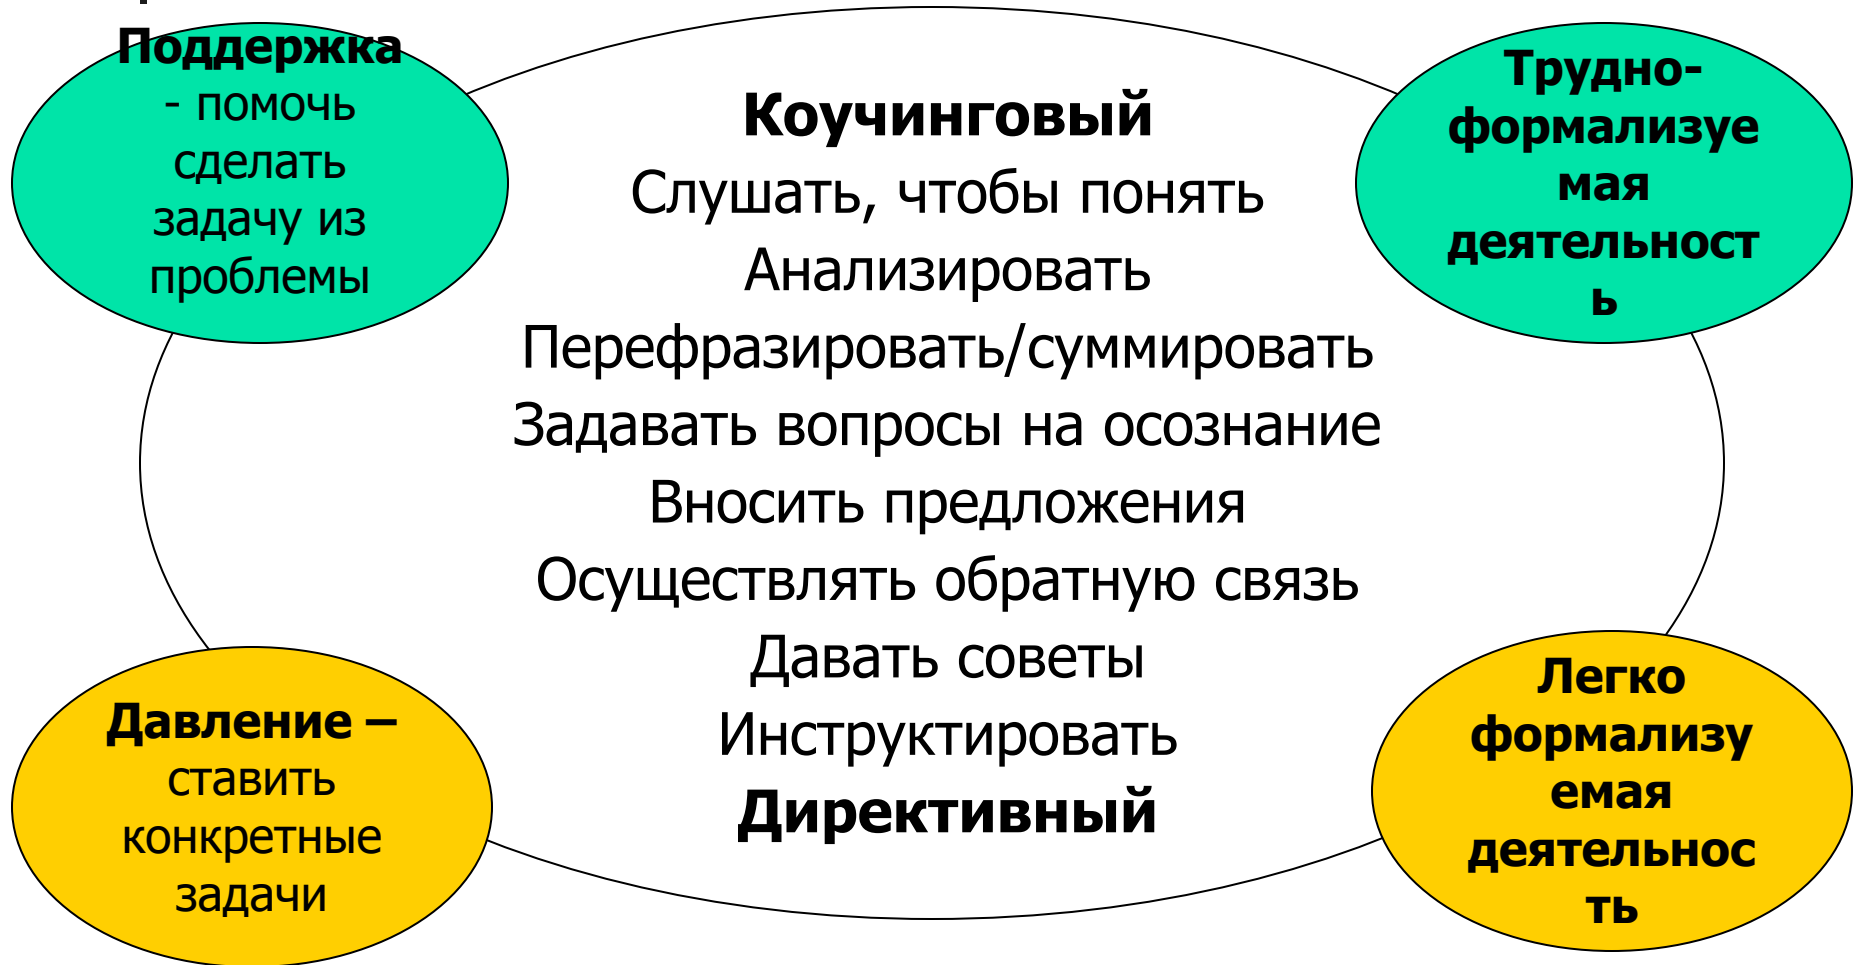 Поддержка
- помочь
сделать
задачу из
проблемы
Коучинговый
Слушать, чтобы понять
Анализировать
Перефразировать/суммировать
Задавать вопросы на осознание
Вносить предложения
Осуществлять обратную связь
Давать советы
Инструктировать
Директивный
Трудно-
формализуе
мая
деятельност
ь
Давление –
ставить
конкретные
задачи
Легко
формализу
емая
деятельнос
ть